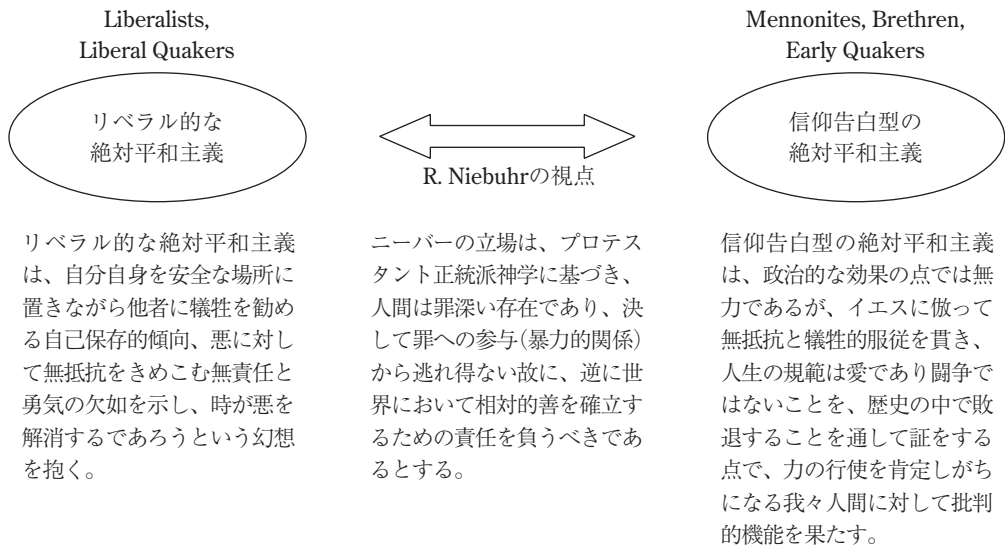 Liberalists,
Liberal Quakers
リベラル的な
絶対平和主義
リベラル的な絶対平和主義
は、自分自身を安全な場所に
置きながら他者に犠牲を勧め
る自己保存的傾向、悪に対し
て無抵抗をきめこむ無責任と
勇気の欠如を示し、時が悪を
解消するであろうという幻想
を抱く。
R. Niebuhrの視点
ニーバーの立場は、プロテス
タント正統派神学に基づき、
人間は罪深い存在であり、決
して罪への参与(暴力的関係)
から逃れ得ない故に、逆に世
界において相対的善を確立す
るための責任を負うべきであ
るとする。
Mennonites, Brethren,
Early Quakers
信仰告白型の
絶対平和主義
信仰告白型の絶対平和主義
は、政治的な効果の点では無
力であるが、イエスに倣って
無抵抗と犠牲的服従を貫き、
人生の規範は愛であり闘争で
はないことを、歴史の中で敗
退することを通して証をする
点で、力の行使を肯定しがち
になる我々人間に対して批判
的機能を果たす。